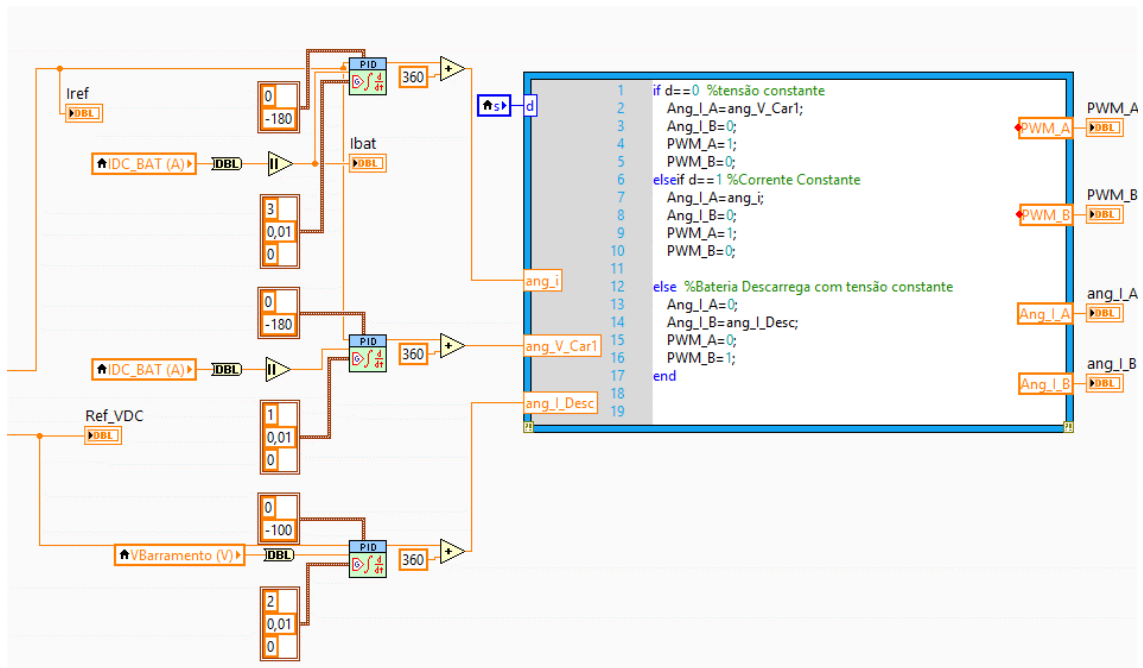 PID
360
+
Iref
DBL
0
-180
IDC_BAT (A)
DBL
Ibat
DBL
3
0,01
0
0
-180
PID
360
+
IDC_BAT (A)
DBL
Ref_VDC
DBL
1
0,01
0
0
-100
PID
360
+
VBarramento (V)
DBL
2
0,01
0
s
d
ang_i
ang_V_Car1
ang_I_Desc
1 if d==0 %tensão constante
2 Ang_I_A=ang_V_Car1;
3 Ang_I_B=0;
4 PWM_A=1;
5 PWM_B=0;
6 elseif d==1 %Corrente Constante
7 Ang_I_A=ang_i;
8 Ang_I_B=0;
9 PWM_A=1;
10 PWM_B=0;
11
12 else %Bateria Descarrega com tensão constante
13 Ang_I_A=0;
14 Ang_I_B=ang_I_Desc;
15 PWM_A=0;
16 PWM_B=1;
17 end
18
19
PWM_A
PWM_A
DBL
PWM_B
PWM_B
DBL
ang_I_A
Ang_I_A
DBL
ang_I_B
Ang_I_B
DBL